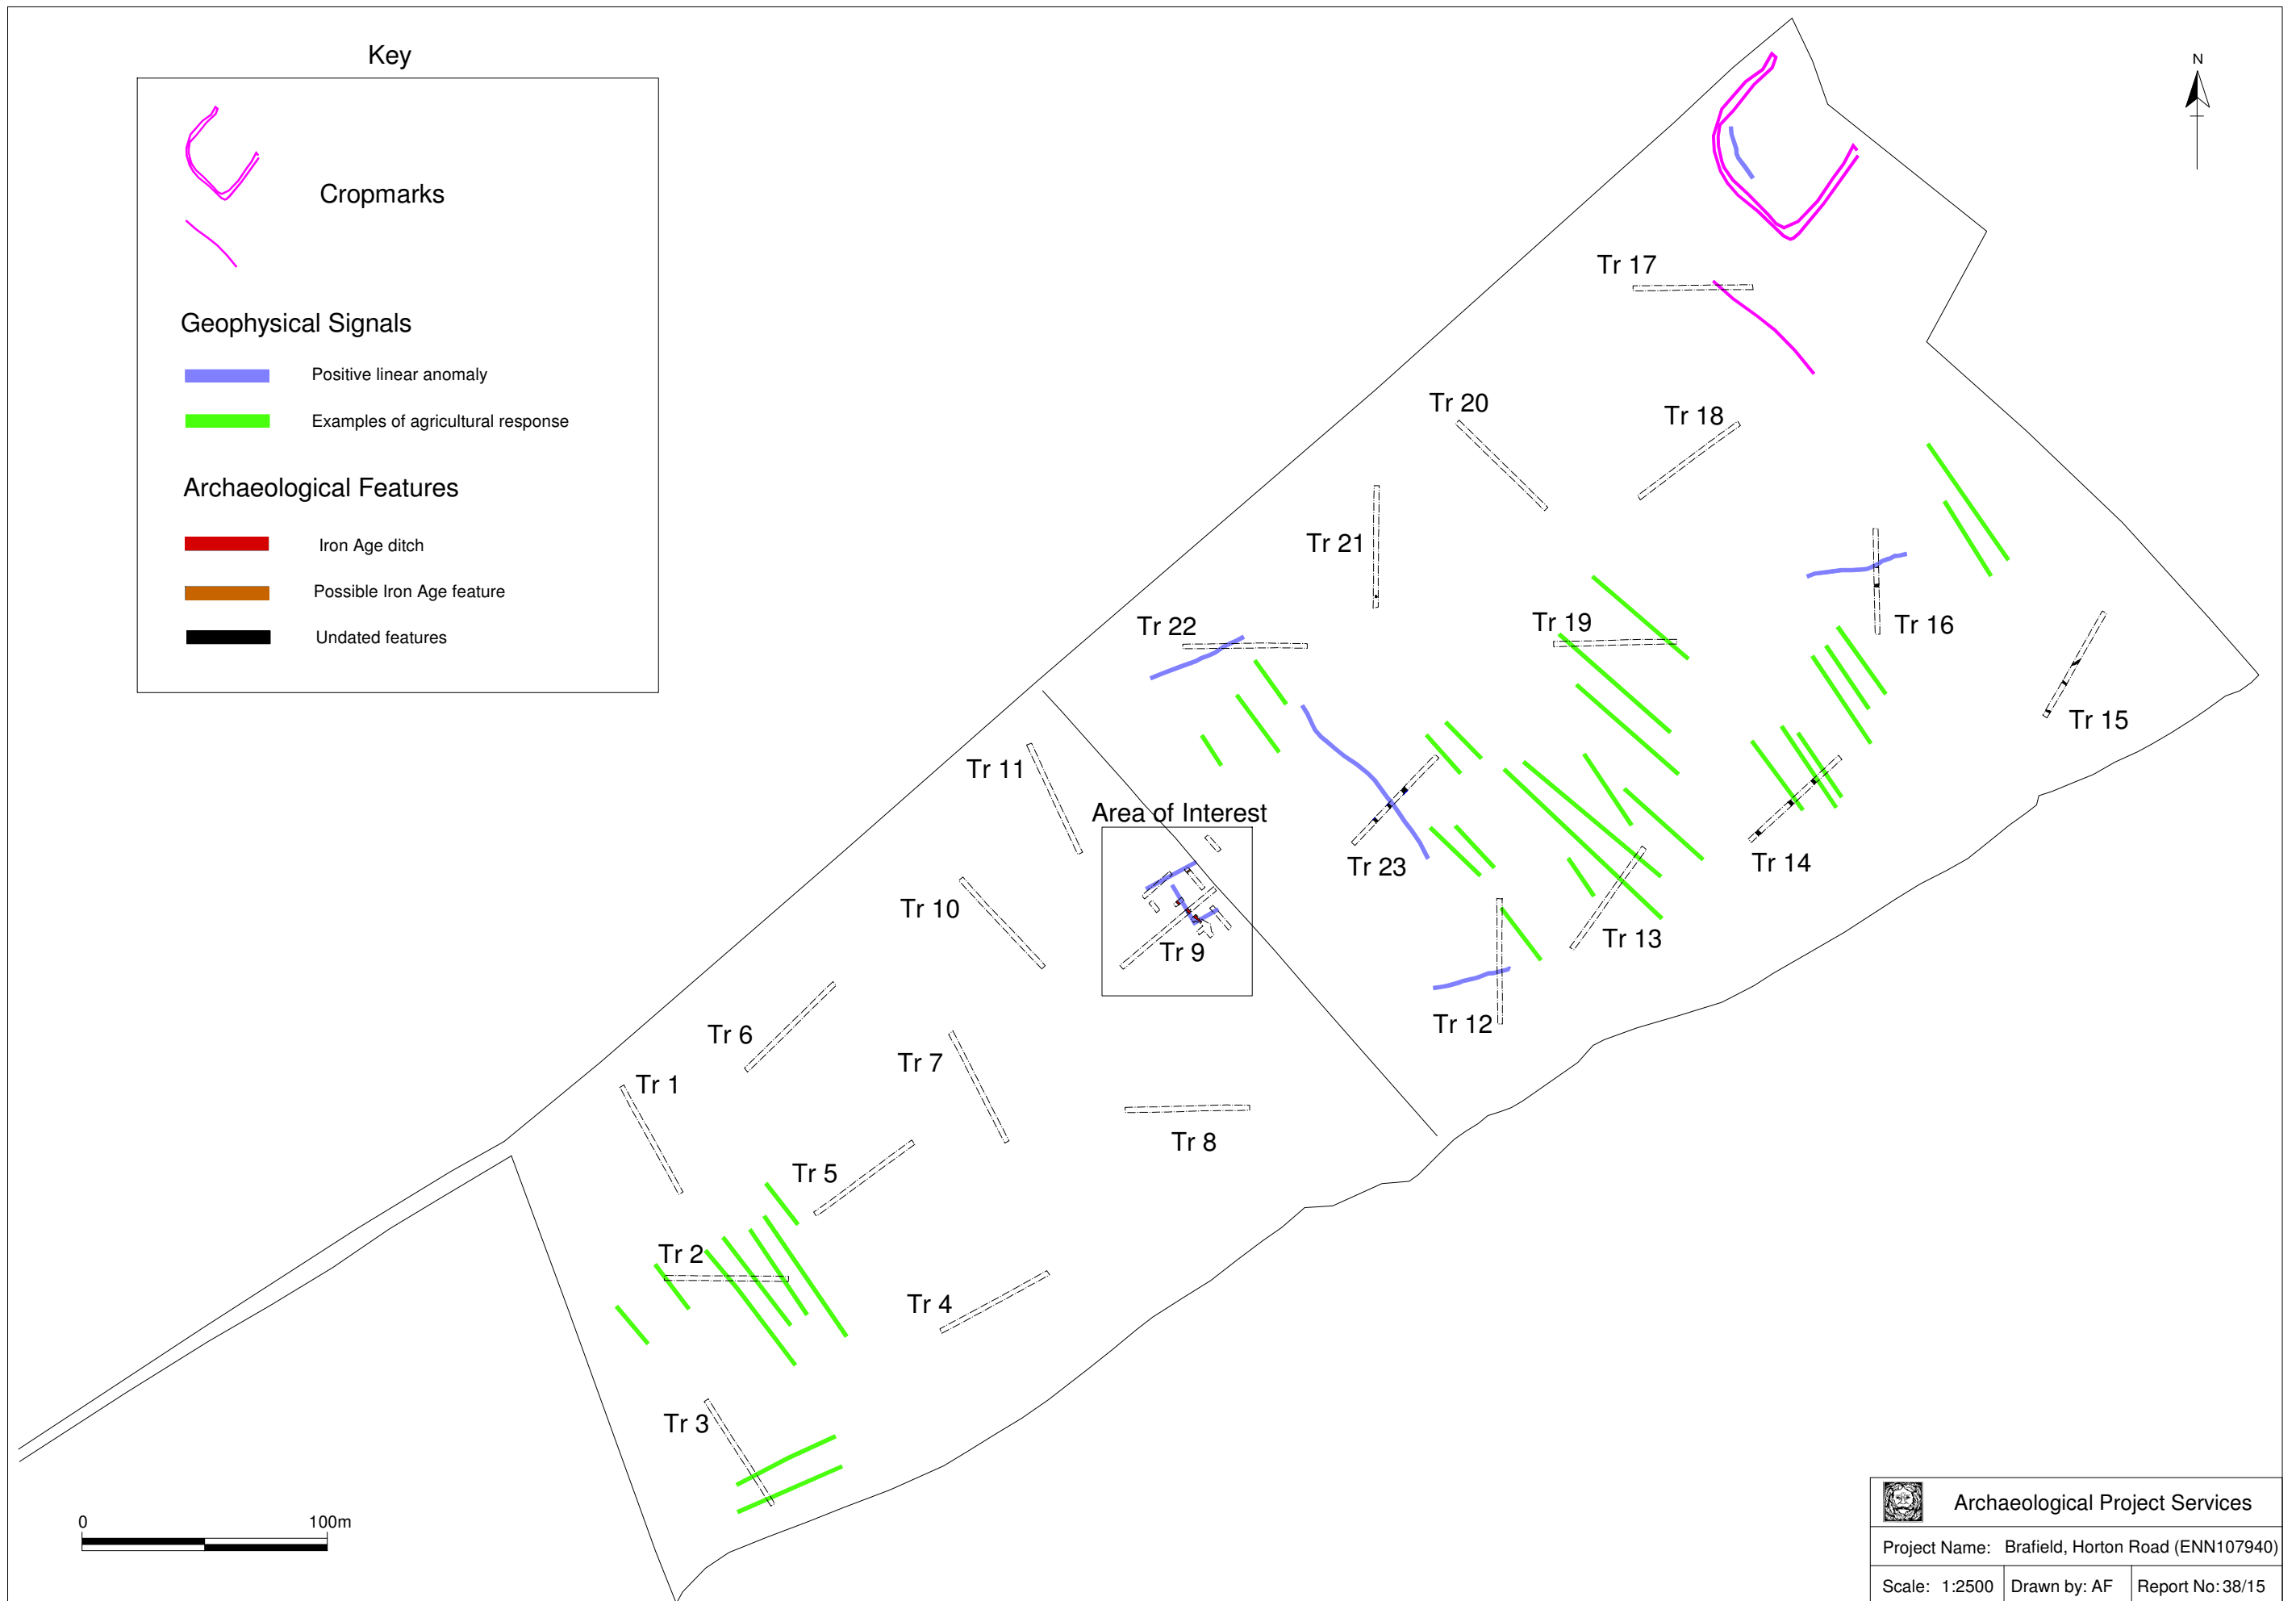 Key
Cropmarks
Geophysical Signals
Positive linear anomaly
Examples of agricultural response
Archaeological Features
Iron Age ditch
Possible Iron Age feature
Undated features
N
Tr 17
Tr 20
Tr 18
Tr 21
Tr 22
Tr 19
Tr 16
Tr 15
Tr 11
Area of Interest
Tr 23
Tr 14
Tr 10
Tr 9
Tr 13
Tr 12
Tr 6
Tr 7
Tr 1
Tr 8
Tr 5
Tr 2
Tr 4
Tr 3
0 100m
Archaeological Project Services
Project Name: Brafield, Horton Road (ENN107940)
Scale: 1:2500 Drawn by: AF Report No: 38/15